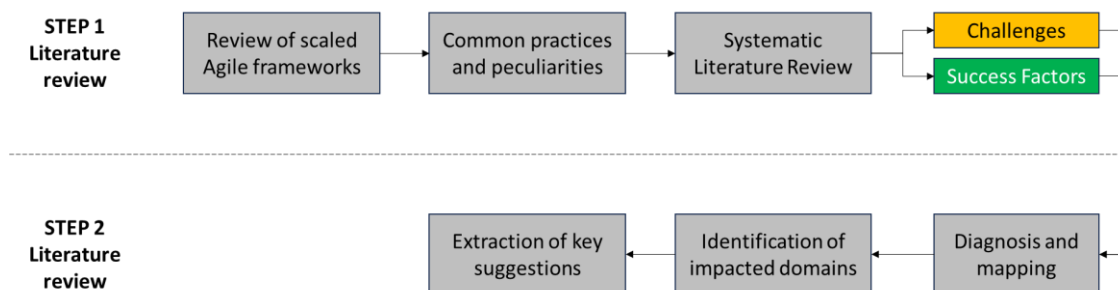 STEP 1
Literature
review
Review of scaled
Agile frameworks
Common practices
and peculiarities
Systematic
Literature Review
Challenges
Success Factors
STEP 2
Literature
review
Extraction of key
suggestions
Identification of
impacted domains
Diagnosis and
mapping